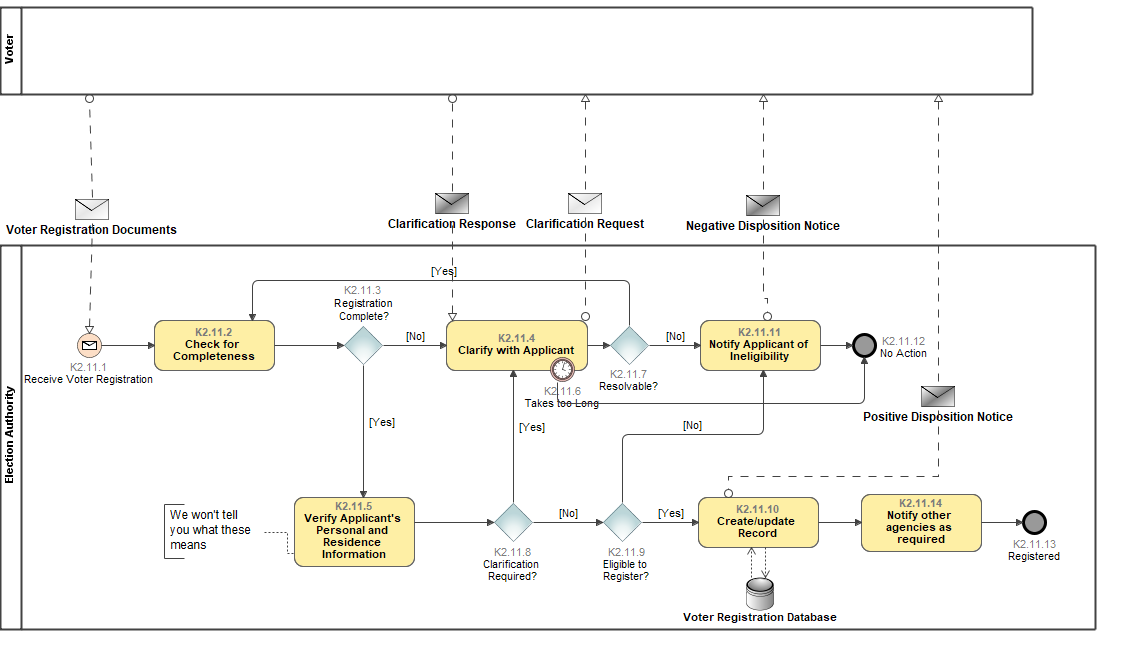 Voter
Voter Registration Documents
Clarification Response
Clarification Request
Negative Disposition Notice
Election Authority
[Yes]
K2.11.3
Registration
Complete?
K2.11.1
Receive Voter Registration
K2.11.2
Check for
Completeness
[No]
K2.11.4
Clarify with Applicant
K2.11.6
Takes too Long
K2.11.7
Resolvable?
[No]
K2.11.11
Notify Applicant of
Ineligibility
K2.11.12
No Action
Positive Disposition Notice
[Yes]
[Yes]
[No]
We won't tell
you what these
means
K2.11.5
Verify Applicant's
Personal and
Residence
Information
K2.11.8
Clarification
Required?
[No]
K2.11.9
Eligible to
Register?
[Yes]
K2.11.10
Create/update
Record
K2.11.14
Notify other
agencies as
required
K2.11.13
Registered
Voter Registration Database